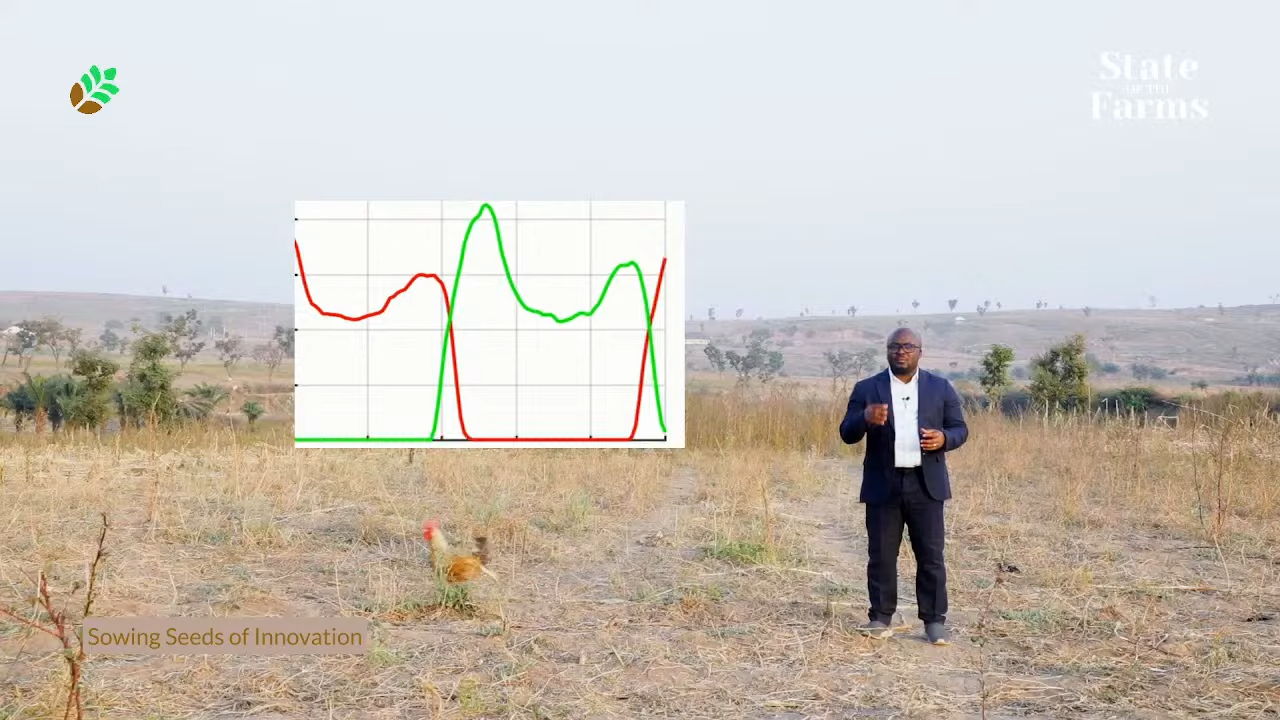 State
OF THE
Farms
Sowing Seeds of Innovation